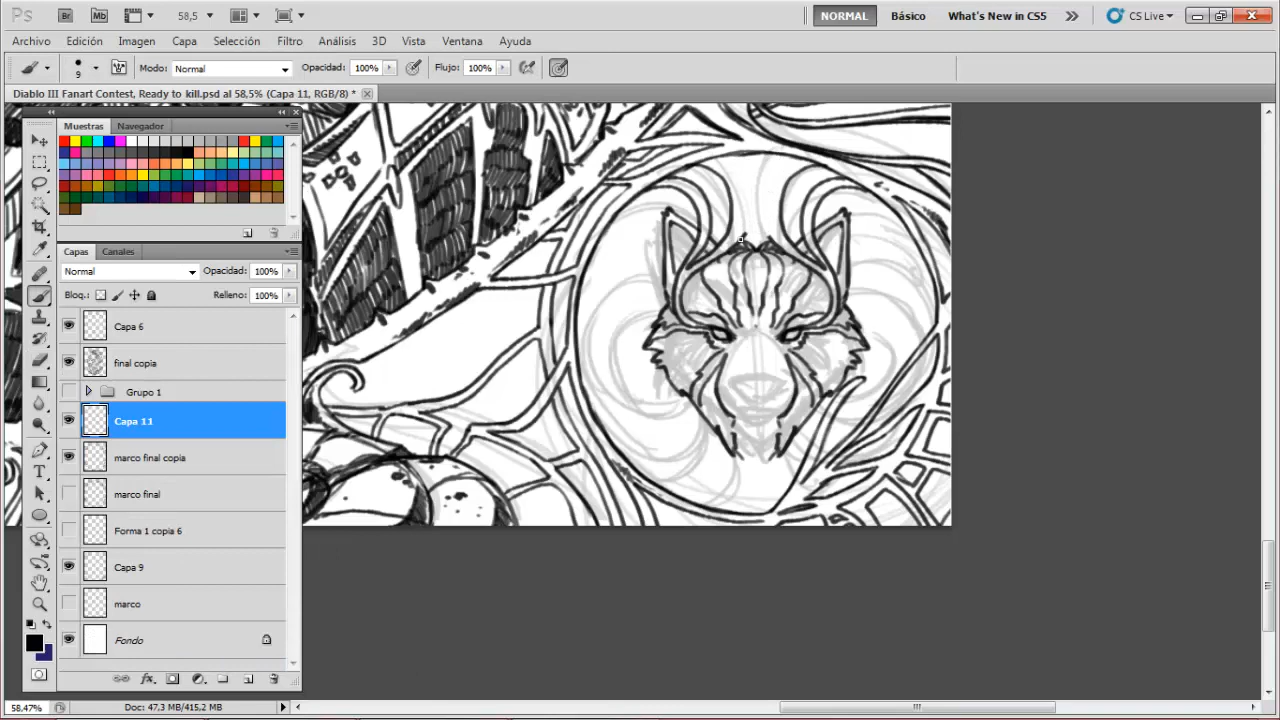 Ps Br Mb 58,5 NORMAL Básico What's New in CS5 CS Live
Archivo Edición Imagen Capa Selección Filtro Análisis 3D Vista Ventana Ayuda
9 Modo: Normal Opacidad: 100% Flujo: 100%
Diablo III Fanart Contest, Ready to kill.psd al 58,5% (Capa 11, RGB/8) *
Muestras Navegador
Capas Canales
Normal Opacidad: 100%
Bloq.: Relleno: 100%
Capa 6
final copia
Grupo 1
Capa 11
marco final copia
marco final
Forma 1 copia 6
Capa 9
marco
Fondo
fx
58,47% Doc: 47,3 MB/415,2 MB